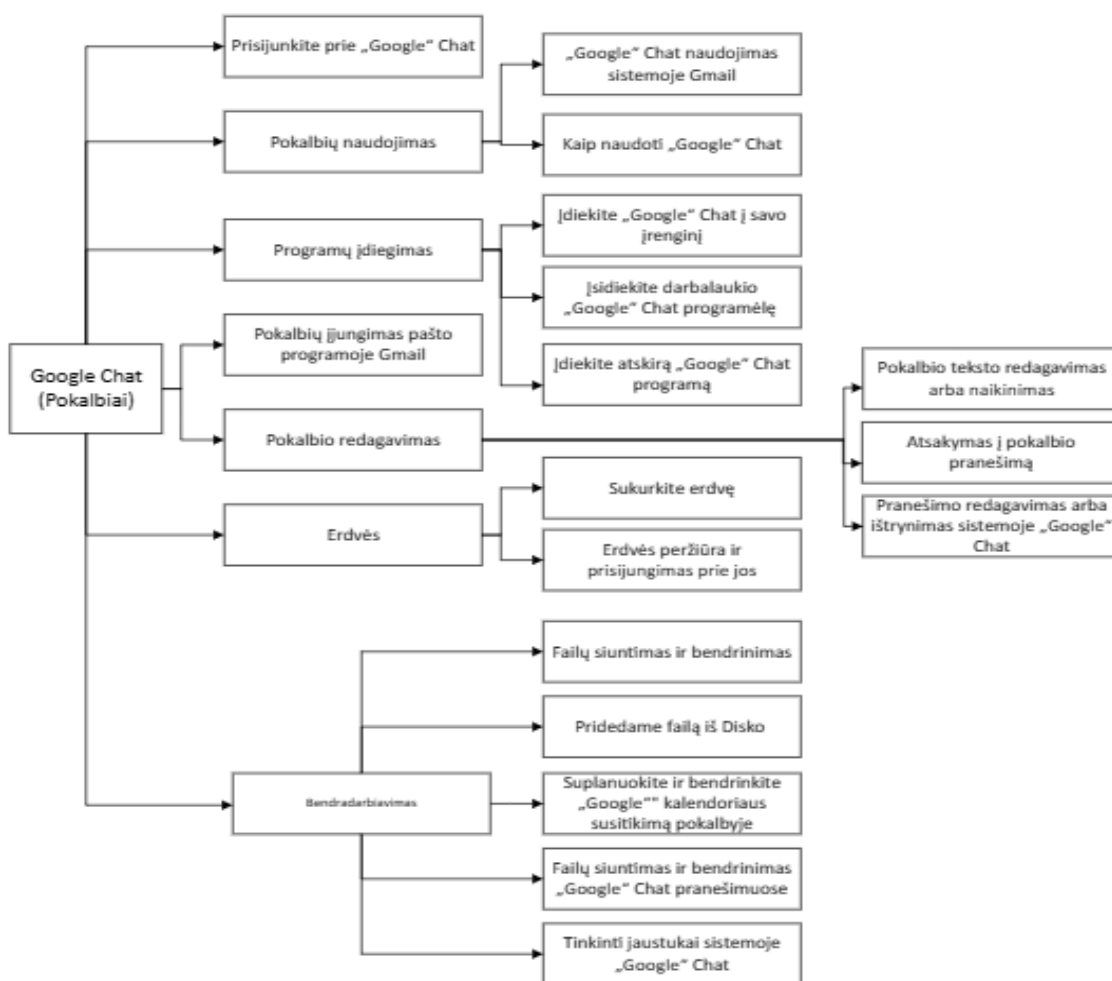 Prisijunkite prie „Google“ Chat
„Google“ Chat naudojimas
sistemoje Gmail
Pokalbių naudojimas
Kaip naudoti „Google“ Chat
Įdiekite „Google“ Chat į savo
įrenginį
Programų įdiegimas
Įsidiekite darbalaukio
„Google“ Chat programėlę
Pokalbių įjungimas pašto
programoje Gmail
Įdiekite atskirą „Google“ Chat
programą
Google Chat
(Pokalbiai)
Pokalbio teksto redagavimas
arba naikinimas
Pokalbio redagavimas
Atsakymas į pokalbio
pranešimą
Pranešimo redagavimas arba
ištrynimas sistemoje „Google“
Chat
Sukurkite erdvę
Erdvės
Erdvės peržiūra ir
prisijungimas prie jos
Failų siuntimas ir bendrinimas
Pridedame failą iš Disko
Bendradarbiavimas
Suplanuokite ir bendrinkite
„Google“" kalendoriaus
susitikimą pokalbyje
Failų siuntimas ir bendrinimas
„Google“ Chat pranešimuose
Tinkinti jaustukai sistemoje
„Google“ Chat